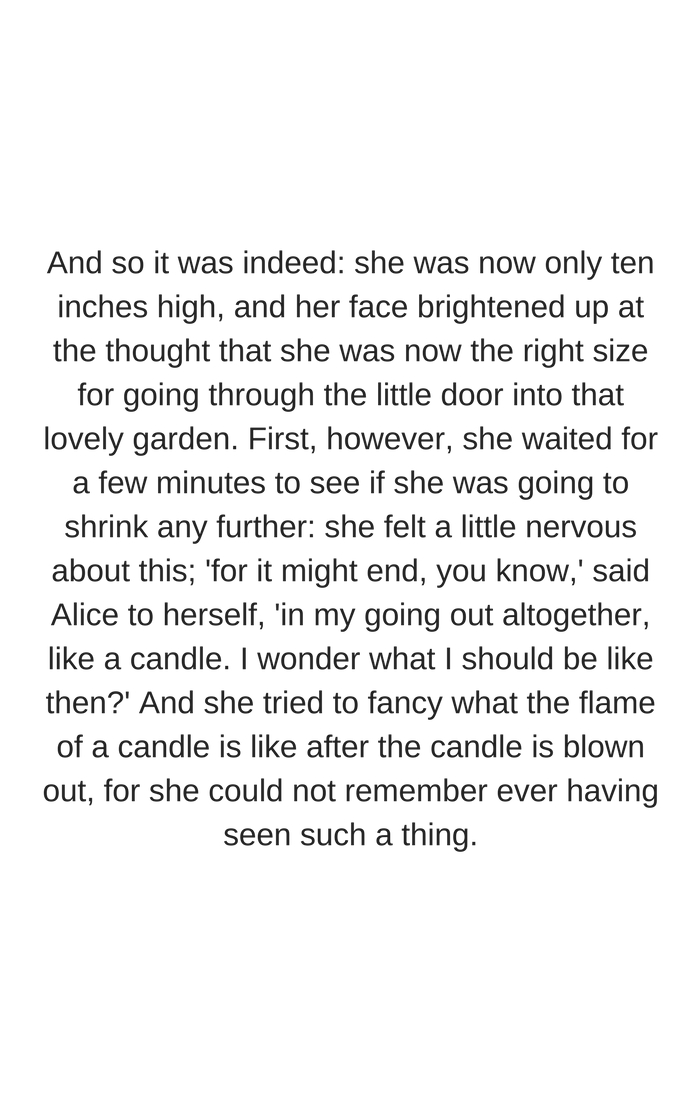 And so it was indeed: she was now only ten
inches high, and her face brightened up at
the thought that she was now the right size
for going through the little door into that
lovely garden. First, however, she waited for
a few minutes to see if she was going to
shrink any further: she felt a little nervous
about this; 'for it might end, you know,' said
Alice to herself, 'in my going out altogether,
like a candle. I wonder what I should be like
then?' And she tried to fancy what the flame
of a candle is like after the candle is blown
out, for she could not remember ever having
seen such a thing.